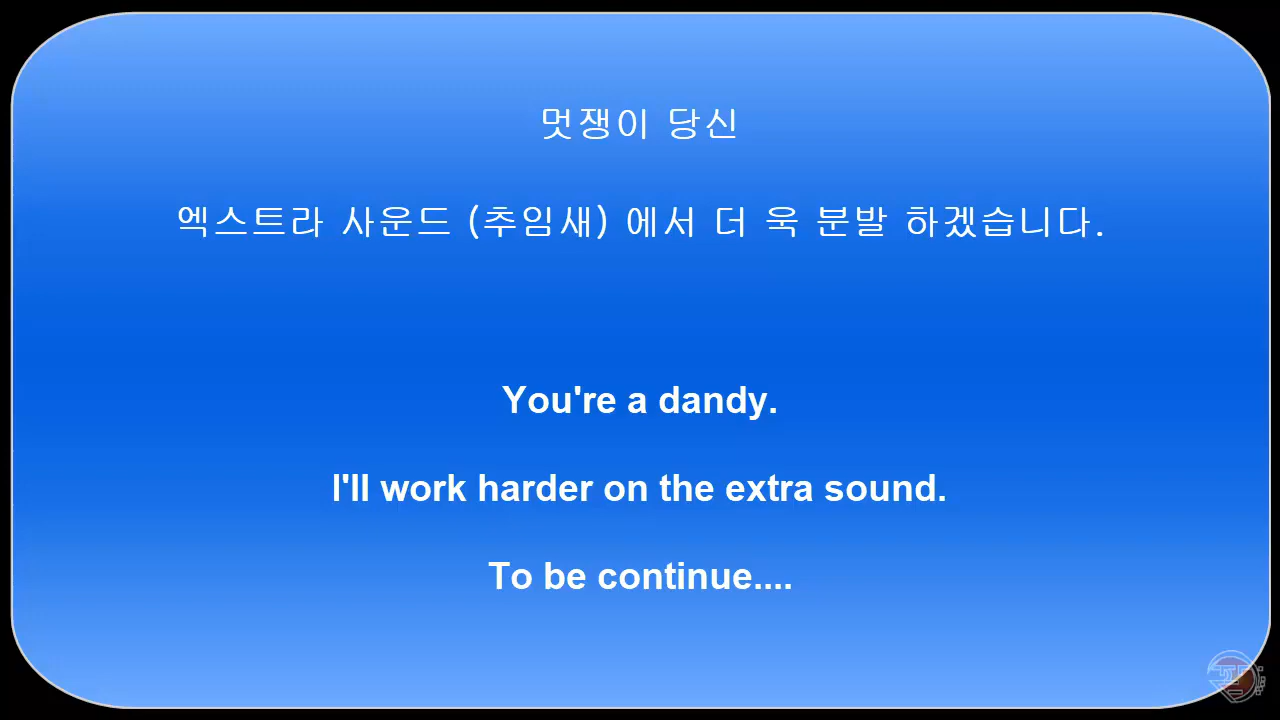 멋쟁이 당신
엑스트라 사운드 (추임새) 에서 더 욱 분발 하겠습니다.
You're a dandy.
I'll work harder on the extra sound.
To be continue....